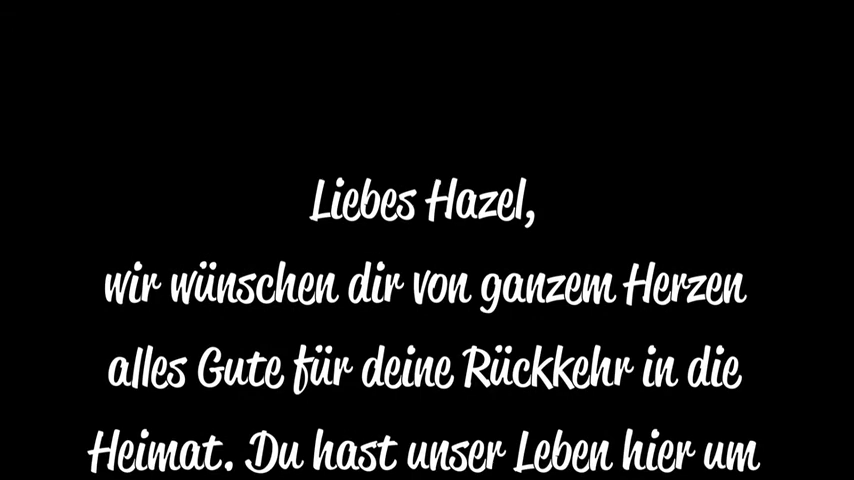 Liebes Hazel,
wir wünschen dir von ganzem Herzen
alles Gute für deine Rückkehr in die
Heimat. Du hast unser Leben hier um